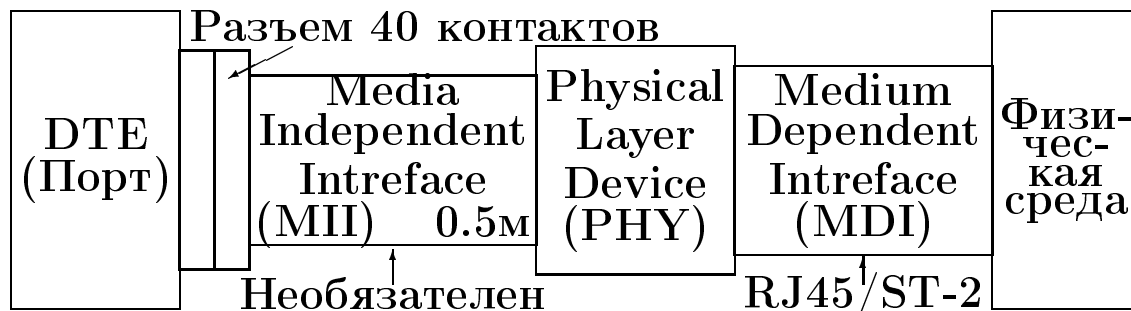 Разъем 40 контактов
DTE
(Порт)
Media
Independent
Intreface
(MII) 0.5м
Необязателен
Physical
Layer
Device
(PHY)
Medium
Dependent
Intreface
(MDI)
RJ45/ST-2
Физи-
чес-
кая
среда